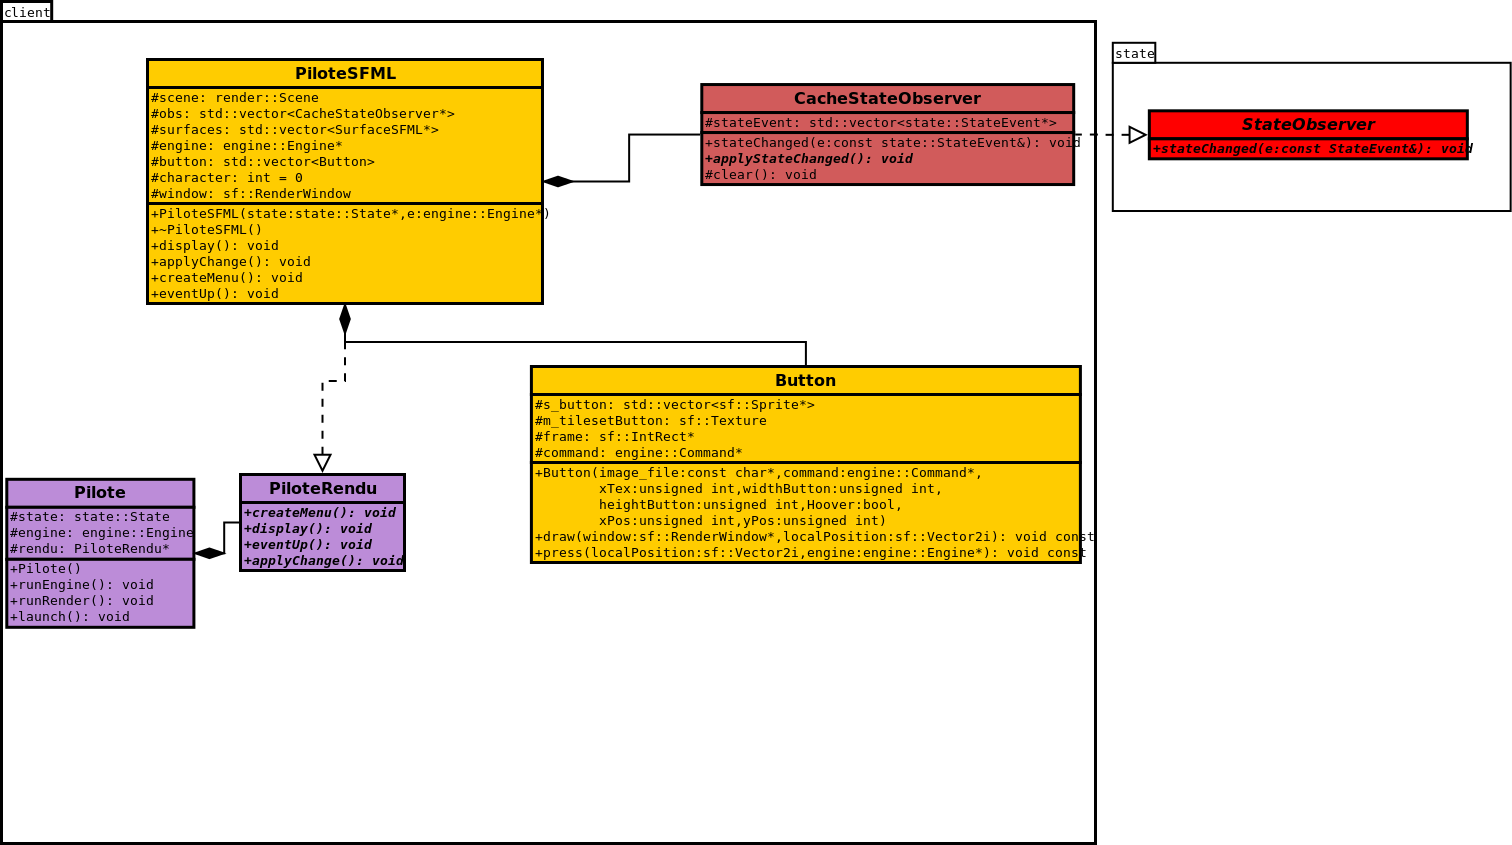 client
PiloteSFML
#scene: render::Scene
#obs: std::vector<CacheStateObserver*>
#surfaces: std::vector<SurfaceSFML*>
#engine: engine::Engine*
#button: std::vector<Button>
#character: int = 0
#window: sf::RenderWindow
+PiloteSFML(state:state::State*,e:engine::Engine*)
+~PiloteSFML()
+display(): void
+applyChange(): void
+createMenu(): void
+eventUp(): void
CacheStateObserver
#stateEvent: std::vector<state::StateEvent*>
+stateChanged(e:const state::StateEvent&): void
+applyStateChanged(): void
#clear(): void
state
StateObserver
+stateChanged(e:const StateEvent&): void
Button
#s_button: std::vector<sf::Sprite*>
#m_tilesetButton: sf::Texture
#frame: sf::IntRect*
#command: engine::Command*
+Button(image_file:const char*,command:engine::Command*,
xTex:unsigned int,widthButton:unsigned int,
heightButton:unsigned int,Hoover:bool,
xPos:unsigned int,yPos:unsigned int)
+draw(window:sf::RenderWindow*,localPosition:sf::Vector2i): void const
+press(localPosition:sf::Vector2i,engine:engine::Engine*): void const
Pilote
#state: state::State
#engine: engine::Engine
#rendu: PiloteRendu*
+Pilote()
+runEngine(): void
+runRender(): void
+launch(): void
PiloteRendu
+createMenu(): void
+display(): void
+eventUp(): void
+applyChange(): void